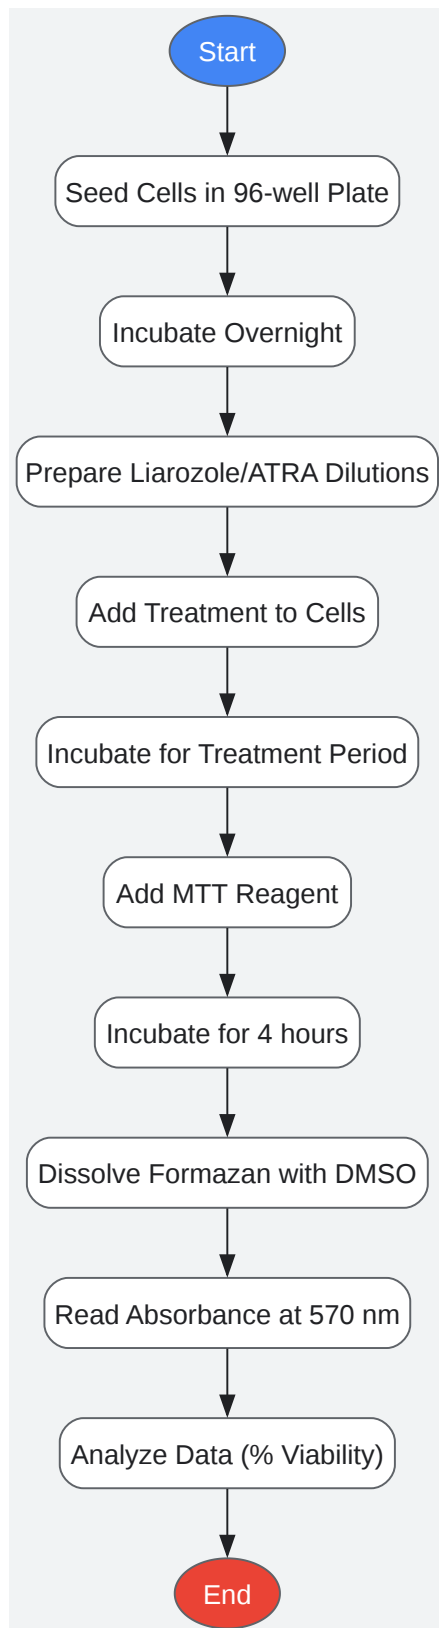 Start
Seed Cells in 96-well Plate
Incubate Overnight
Prepare Liarozole/ATRA Dilutions
Add Treatment to Cells
Incubate for Treatment Period
Add MTT Reagent
Incubate for 4 hours
Dissolve Formazan with DMSO
Read Absorbance at 570 nm
Analyze Data (% Viability)
End